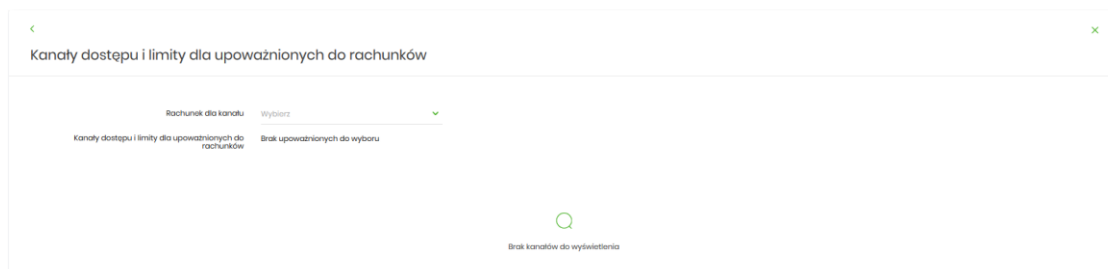 Kanały dostępu i limity dla upoważnionych do rachunków
Rachunek dla kanału Wybierz
Kanały dostępu i limity dla upoważnionych do Brak upoważnionych do wyboru
rachunków
Brak kanałów do wyświetlenia